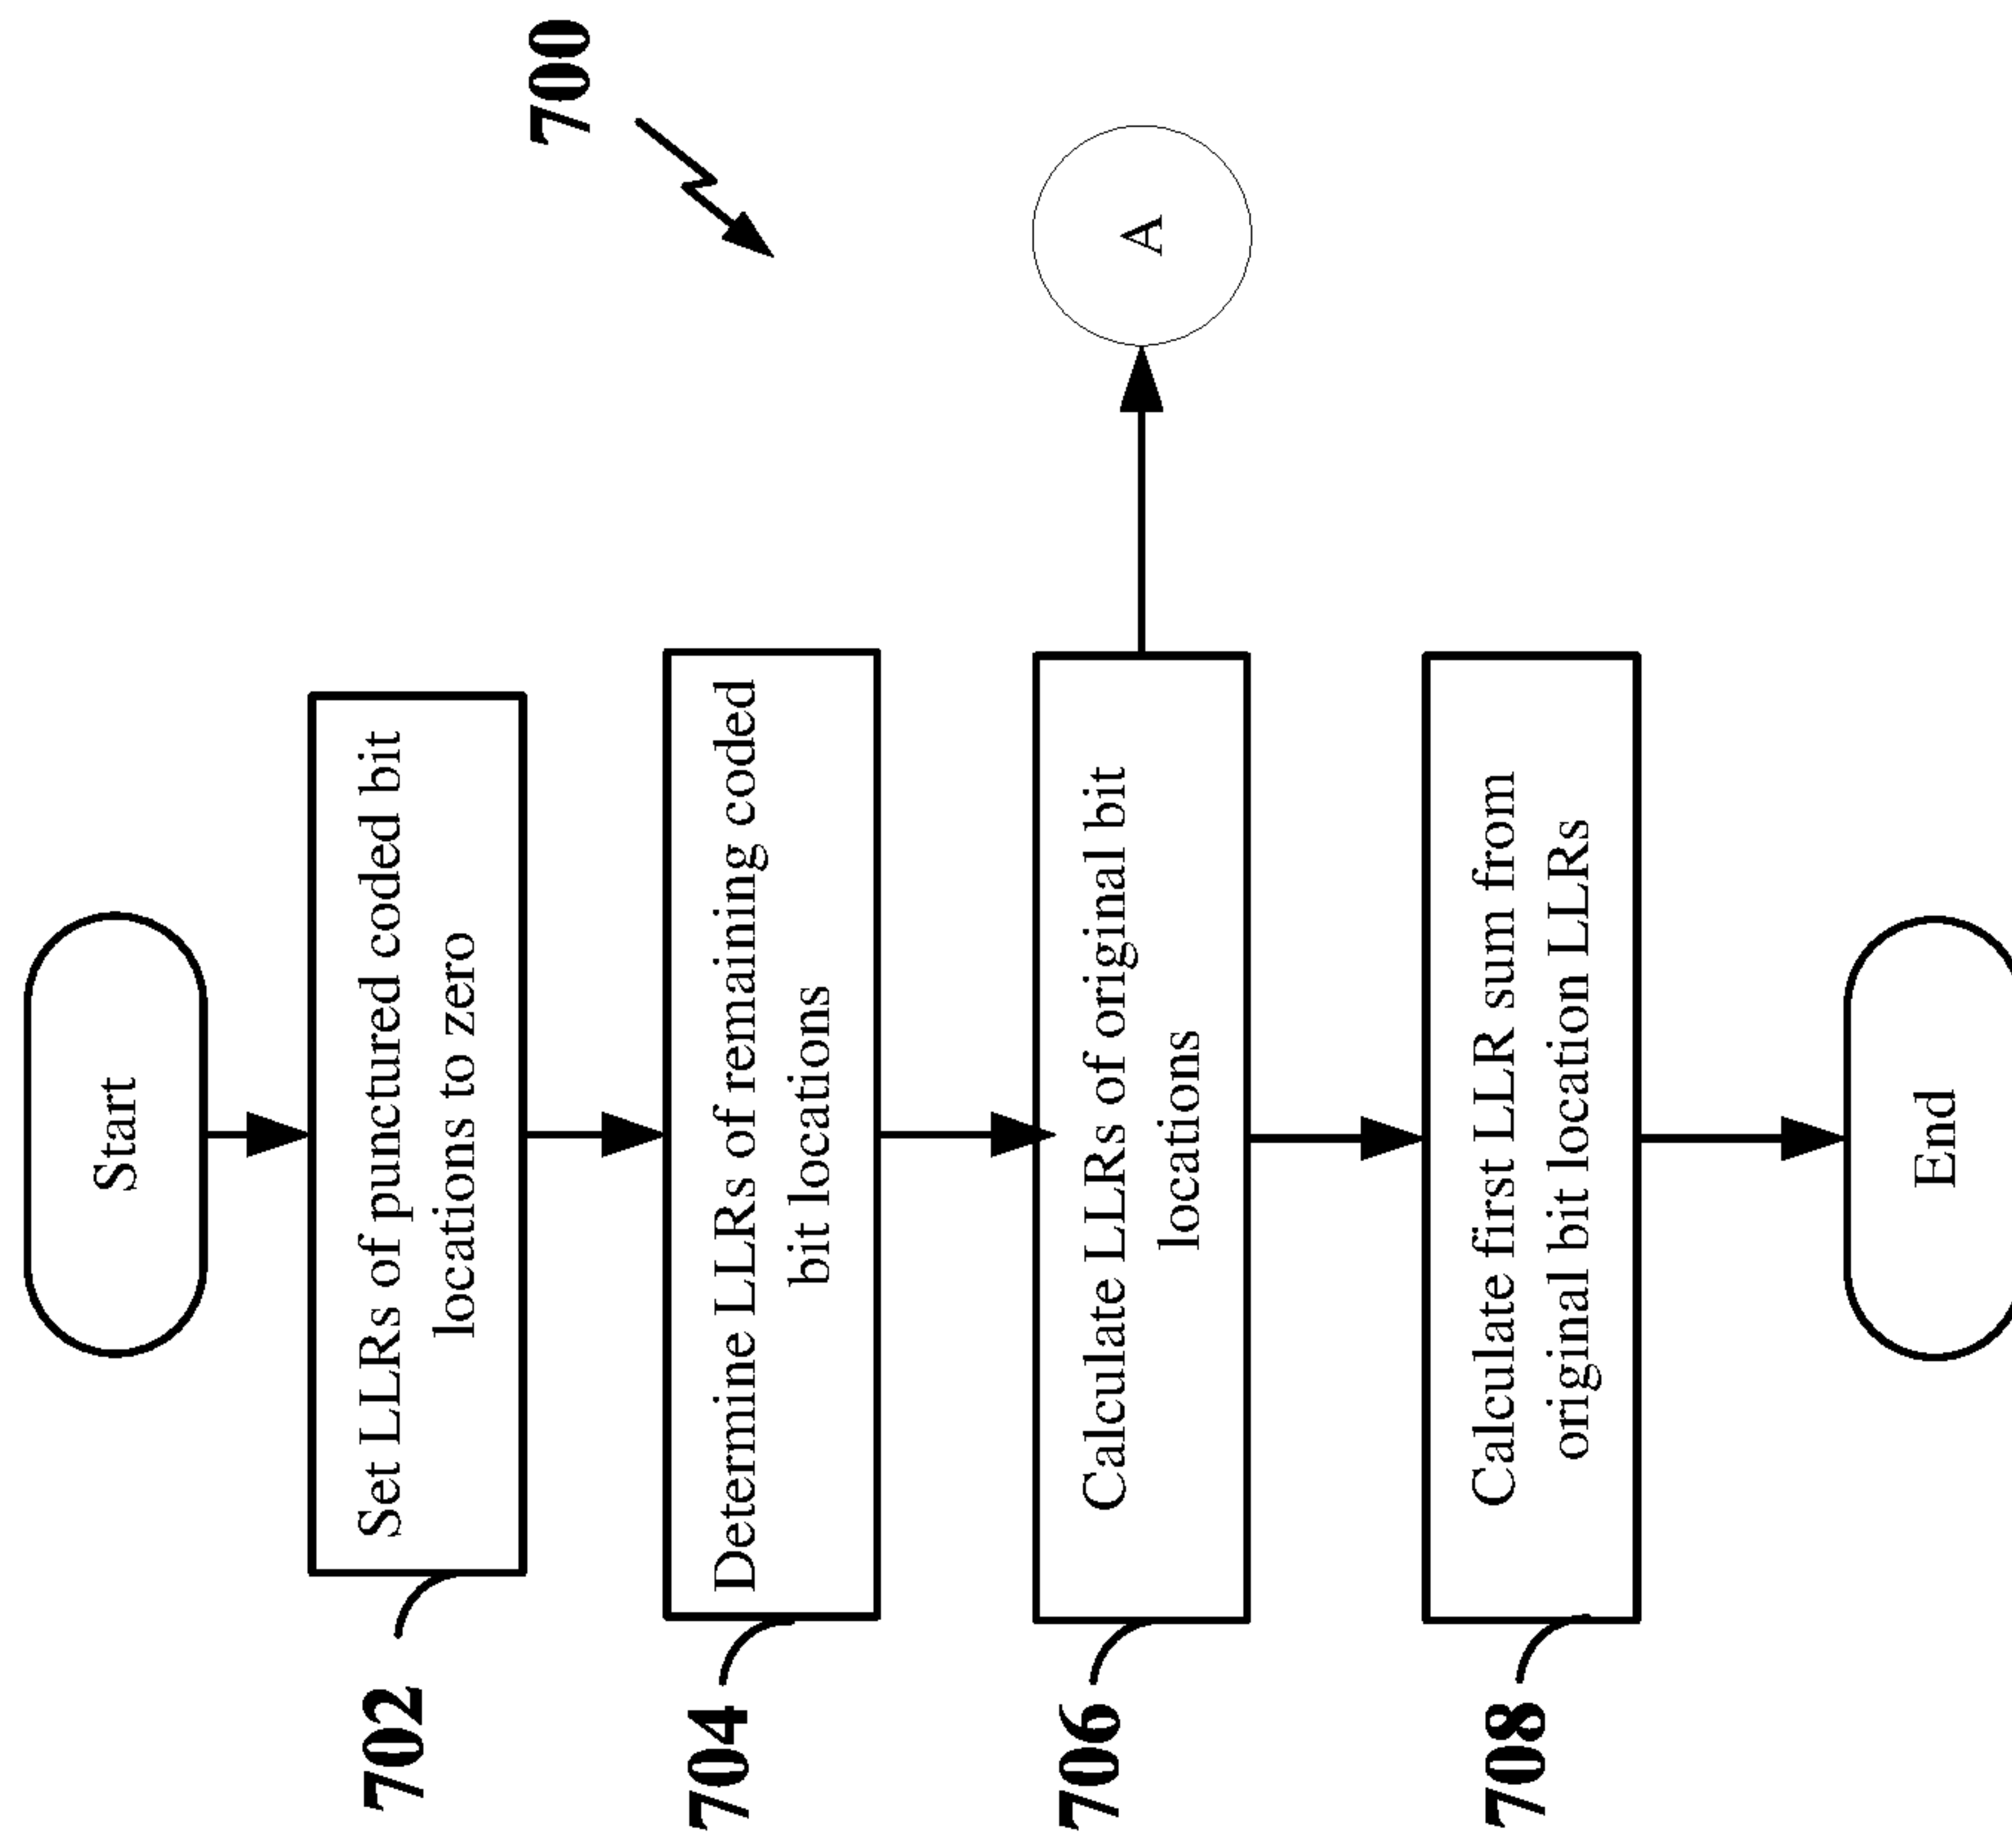 700
Start
Set LLRs of punctured coded bit
locations to zero
702
Determine LLRs of remaining coded
bit locations
704
Calculate LLRs of original bit
locations
706
A
Calculate first LLR sum from
original bit location LLRs
708
End